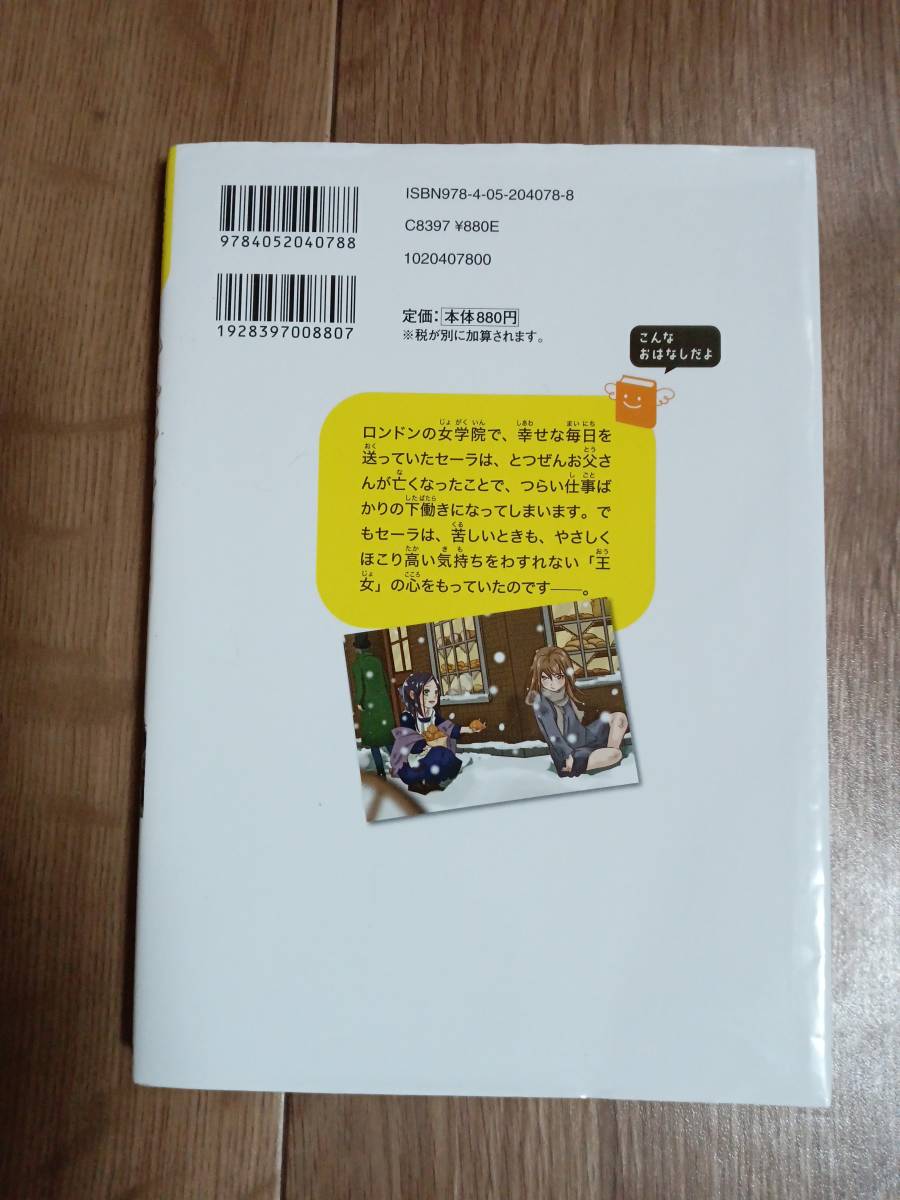 ISBN978-4-05-204078-8
9784052040788
C8397 ¥880E
1020407800
1928397008807
定価：本体880円
※税が別に加算されます。
こんな
おはなしだよ
ロンドンの女学院で、幸せな毎日を
送っていたセーラは、とつぜんお父さ
んが亡くなったことで、つらい仕事ば
かりの下働きになってしまいます。で
もセーラは、苦しいときも、やさしく
ほこり高い気持ちをわすれない「王
女」の心をもっていたのです――。